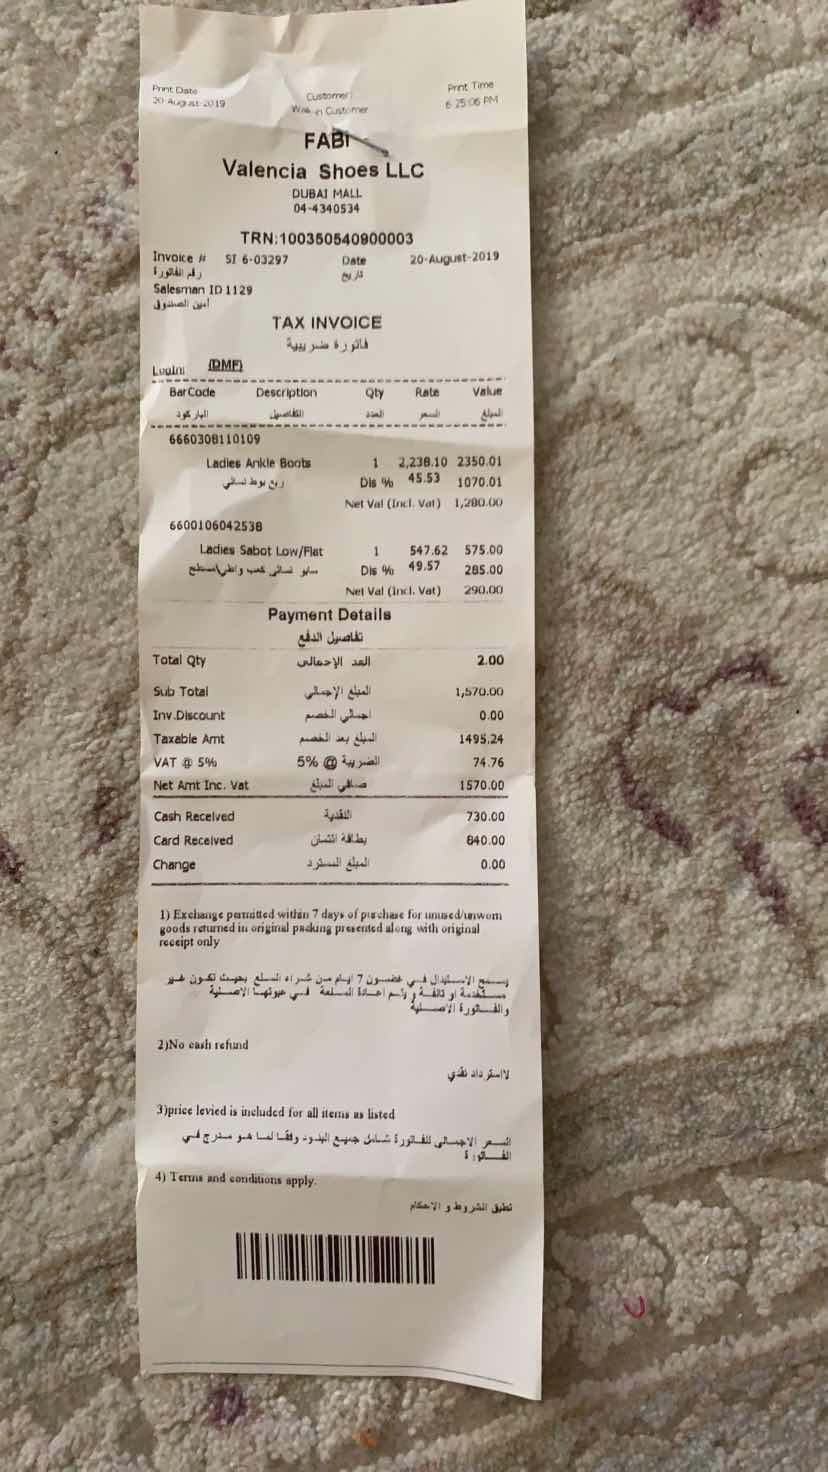 Print Date
20-August-2019
Customer:
Walk-in Customer
Print Time
6:25:06 PM
FABI
Valencia Shoes LLC
DUBAI MALL
04-4340534
TRN:100350540900003
Invoice # SI 6-03297 Date 20-August-2019
رقم الفاتورة تاريخ
Salesman ID 1129
أمين الصندوق
TAX INVOICE
فاتورة ضريبية
Login: (DMF)
BarCode Description Qty Rate Value
البار كود التفاصيل العدد السعر المبلغ
6660308110109
Ladies Ankle Boots 1 2,238.10 2350.01
ربع بوط نسائي Dis % 45.53 1070.01
Net Val (Incl. Vat) 1,280.00
6600106042538
Ladies Sabot Low/Flat 1 547.62 575.00
سابو نسائي كعب واطي/مسطح Dis % 49.57 285.00
Net Val (Incl. Vat) 290.00
Payment Details
تفاصيل الدفع
Total Qty العدد الإجمالى 2.00
Sub Total المبلغ الإجمالي 1,570.00
Inv.Discount اجمالي الخصم 0.00
Taxable Amt المبلغ بعد الخصم 1495.24
VAT @ 5% الضريبة @ 5% 74.76
Net Amt Inc. Vat صافي المبلغ 1570.00
Cash Received النقدية 730.00
Card Received بطاقة ائتمان 840.00
Change المبلغ المسترد 0.00
1) Exchange permitted within 7 days of purchase for unused/unworn
goods returned in original packing presented along with original
receipt only
يسمح الاستبدال في غضون 7 ايام من شراء السلع بحيث تكون غير
مستخدمة او تالفة و يتم اعادة السلعة في عبوتها الاصلية
والفاتورة الاصلية
2)No cash refund
لااسترداد نقدي
3)price levied is included for all items as listed
السعر الاجمالى للفاتورة شامل جميع البنود وفقا لما هو مدرج في
الفاتورة
4) Terms and conditions apply.
تطبق الشروط و الاحكام